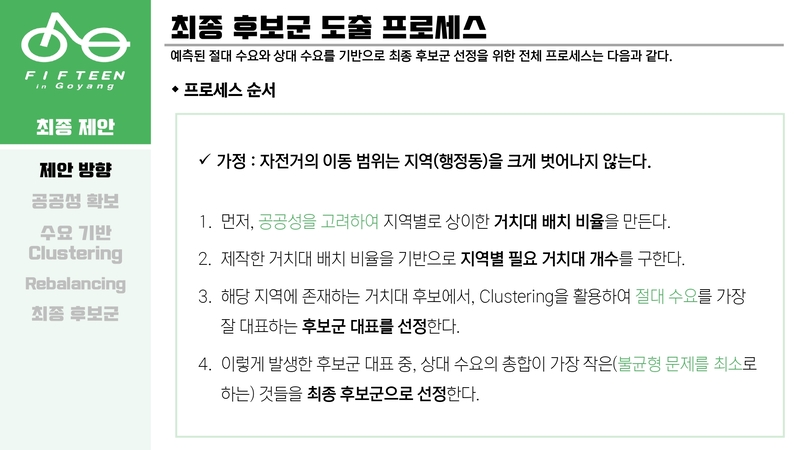 FIFTEEN
in Goyang
최종 제안
제안 방향
공공성 확보
수요 기반
Clustering
Rebalancing
최종 후보군
최종 후보군 도출 프로세스
예측된 절대 수요와 상대 수요를 기반으로 최종 후보군 선정을 위한 전체 프로세스는 다음과 같다.
◆ 프로세스 순서
✓ 가정 : 자전거의 이동 범위는 지역(행정동)을 크게 벗어나지 않는다.
1. 먼저, 공공성을 고려하여 지역별로 상이한 거치대 배치 비율을 만든다.
2. 제작한 거치대 배치 비율을 기반으로 지역별 필요 거치대 개수를 구한다.
3. 해당 지역에 존재하는 거치대 후보에서, Clustering을 활용하여 절대 수요를 가장
잘 대표하는 후보군 대표를 선정한다.
4. 이렇게 발생한 후보군 대표 중, 상대 수요의 총합이 가장 작은(불균형 문제를 최소로
하는) 것들을 최종 후보군으로 선정한다.